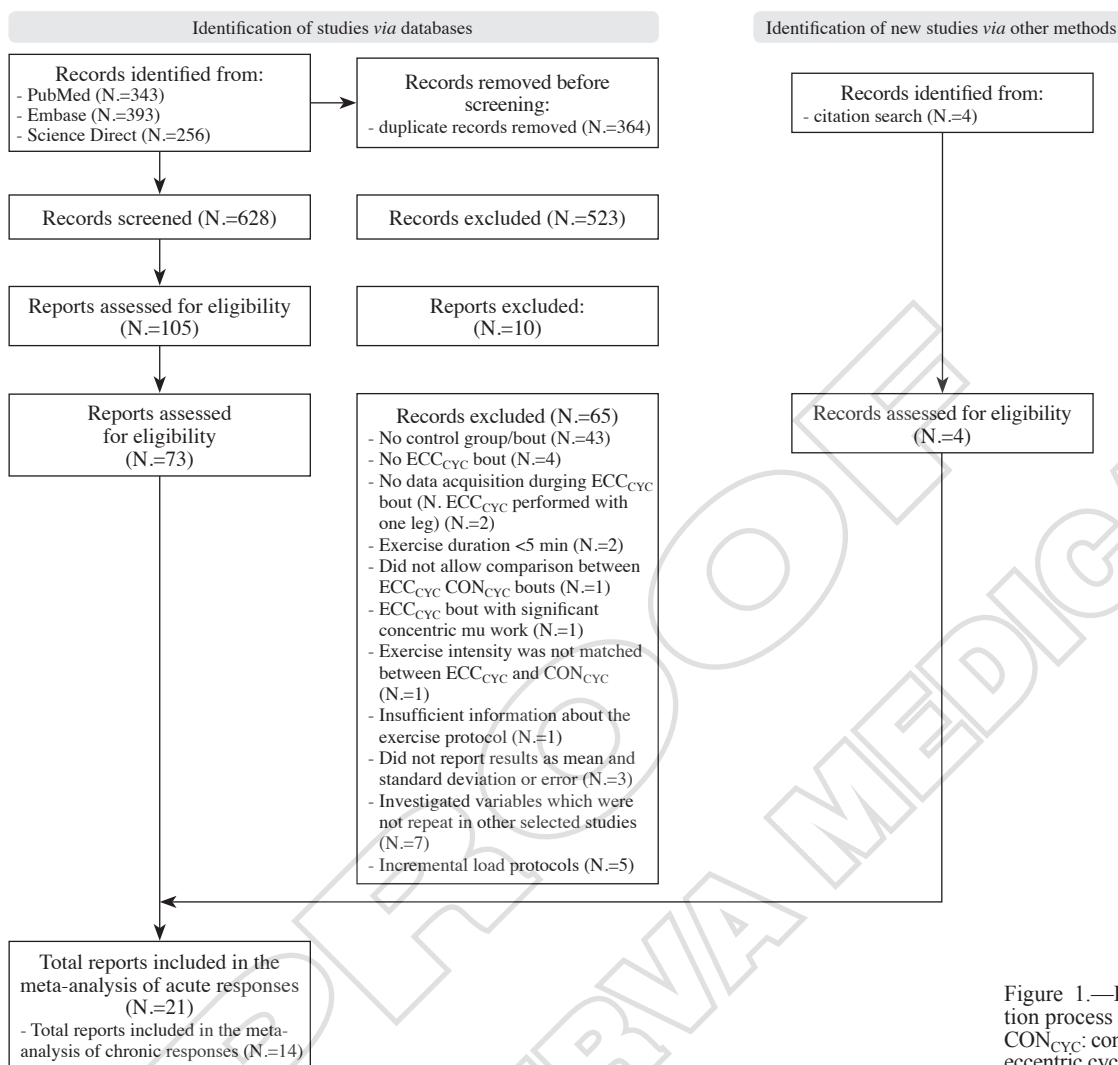 Identification of studies via databases
Records identified from:
- PubMed (N.=343)
- Embase (N.=393)
- Science Direct (N.=256)
Records removed before
screening:
- duplicate records removed (N.=364)
Records screened (N.=628)
Records excluded (N.=523)
Reports assessed for eligibility
(N.=105)
Reports excluded:
(N.=10)
Reports assessed
for eligibility
(N.=73)
Records excluded (N.=65)
- No control group/bout (N.=43)
- No ECCCYC bout (N.=4)
- No data acquisition durging ECCCYC
bout (N. ECCCYC performed with
one leg) (N.=2)
- Exercise duration <5 min (N.=2)
- Did not allow comparison between
ECCCYC CONCYC bouts (N.=1)
- ECCCYC bout with significant
concentric mu work (N.=1)
- Exercise intensity was not matched
between ECCCYC and CONCYC
(N.=1)
- Insufficient information about the
exercise protocol (N.=1)
- Did not report results as mean and
standard deviation or error (N.=3)
- Investigated variables which were
not repeat in other selected studies
(N.=7)
- Incremental load protocols (N.=5)
Total reports included in the
meta-analysis of acute responses
(N.=21)
- Total reports included in the meta-
analysis of chronic responses (N.=14)
Identification of new studies via other methods
Records identified from:
- citation search (N.=4)
Records assessed for eligibility
(N.=4)
Figure 1.—
tion process
CONCYC: con
eccentric cyc
PROOF
RVA MEDICA